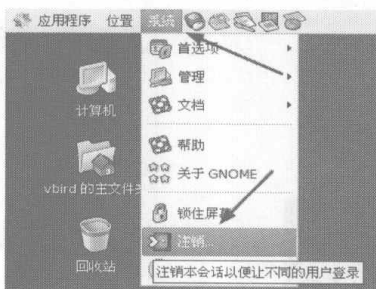 应用程序 位置 系统
首选项
管理
计算机
文档
帮助
关于 GNOME
vbird 的主文件夹
锁住屏幕
注销...
回收站
注销本会话以便让不同的用户登录